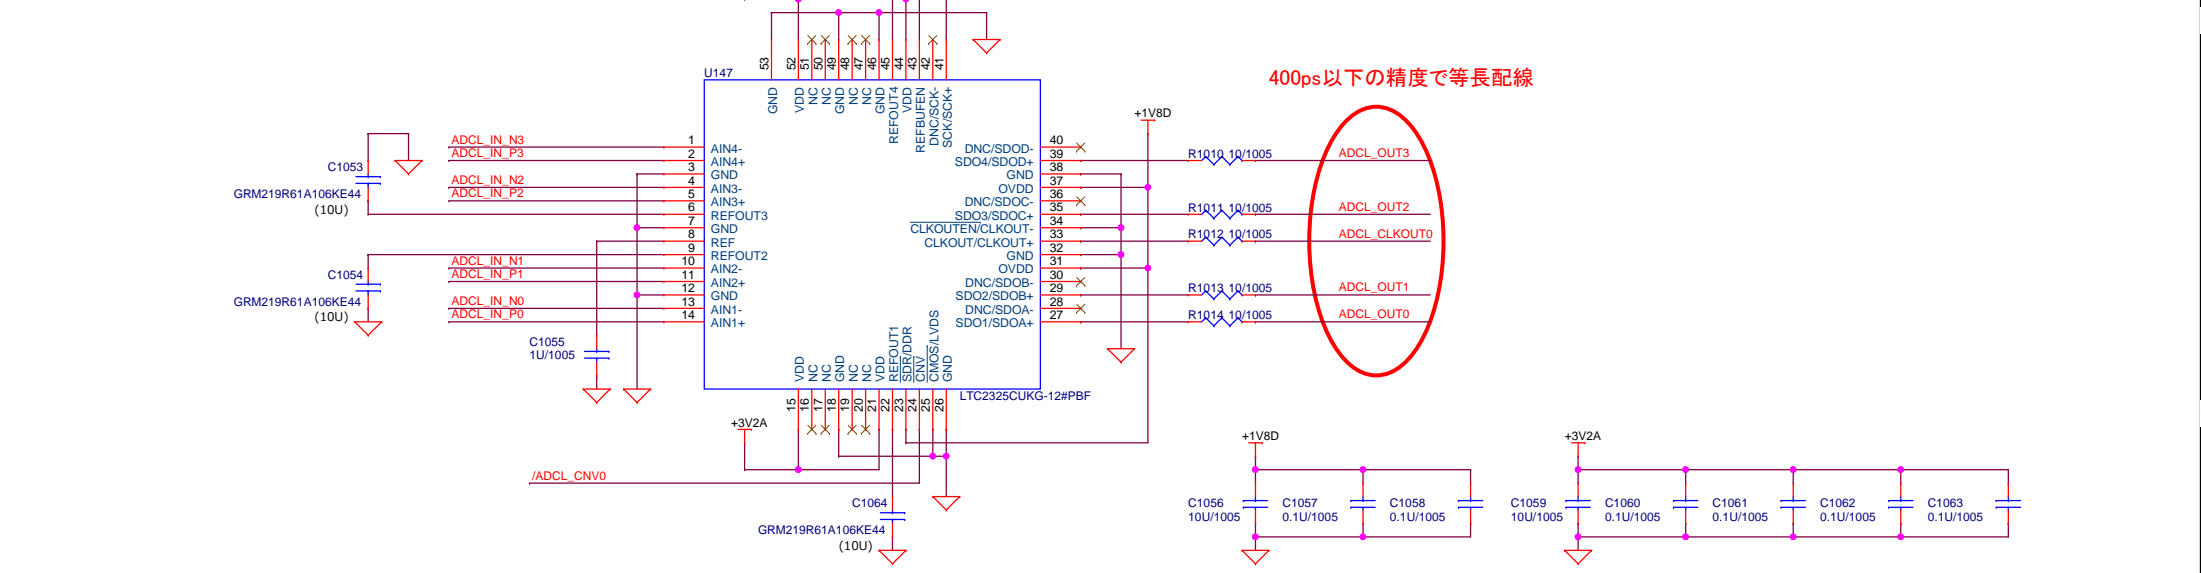 U147
53
52
51
50
49
48
47
46
45
44
43
42
41
GND
VDD
NC
NC
GND
NC
NC
GND
REFOUT4
VDD
REFBUFEN
DNC/SCK-
SCK/SCK+
400ps以下の精度で等長配線
+1V8D
ADCL_IN_N3
ADCL_IN_P3
ADCL_IN_N2
ADCL_IN_P2
ADCL_IN_N1
ADCL_IN_P1
ADCL_IN_N0
ADCL_IN_P0
C1053
GRM219R61A106KE44
(10U)
C1054
GRM219R61A106KE44
(10U)
C1055
1U/1005
1 AIN4-
2 AIN4+
3 GND
4 AIN3-
5 AIN3+
6 REFOUT3
7 GND
8 REF
9 REFOUT2
10 AIN2-
11 AIN2+
12 GND
13 AIN1-
14 AIN1+
DNC/SDOD- 40
SDO4/SDOD+ 39
GND 38
OVDD 37
DNC/SDOC- 36
SDO3/SDOC+ 35
CLKOUTEN/CLKOUT- 34
CLKOUT/CLKOUT+ 33
GND 32
OVDD 31
DNC/SDOB- 30
SDO2/SDOB+ 29
DNC/SDOA- 28
SDO1/SDOA+ 27
R1010 10/1005 ADCL_OUT3
R1011 10/1005 ADCL_OUT2
R1012 10/1005 ADCL_CLKOUT0
R1013 10/1005 ADCL_OUT1
R1014 10/1005 ADCL_OUT0
VDD
NC
NC
GND
NC
NC
VDD
REFOUT1
SDR/DDR
CNV
CMOS/LVDS
GND
15
16
17
18
19
20
21
22
23
24
25
26
LTC2325CUKG-12#PBF
+3V2A
/ADCL_CNV0
C1064
GRM219R61A106KE44
(10U)
+1V8D
C1056
10U/1005
C1057
0.1U/1005
C1058
0.1U/1005
+3V2A
C1059
10U/1005
C1060
0.1U/1005
C1061
0.1U/1005
C1062
0.1U/1005
C1063
0.1U/1005